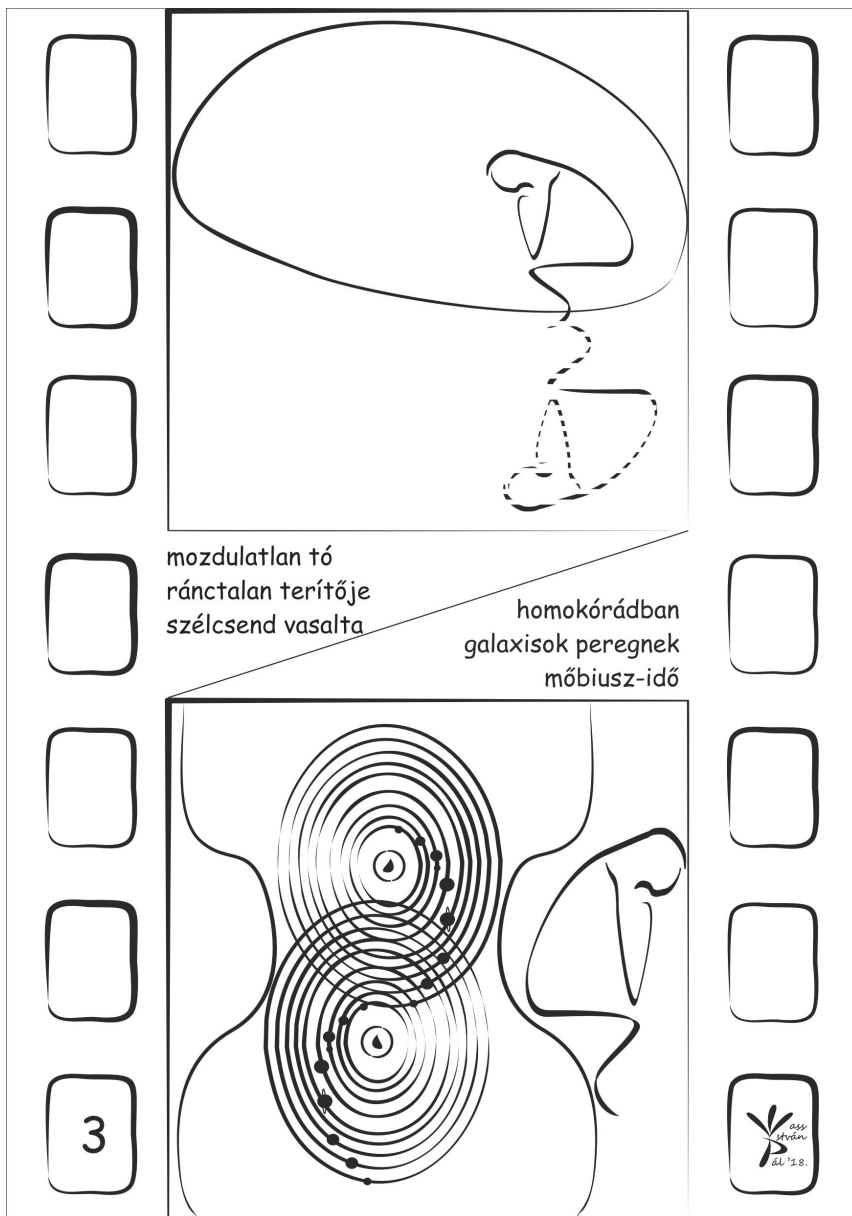 mozdulatlan tó
ránctalan terítője
szélcsend vasalta
homokórádban
galaxisok peregnek
mőbiusz-idő
3
Vass
István
Pál '18.